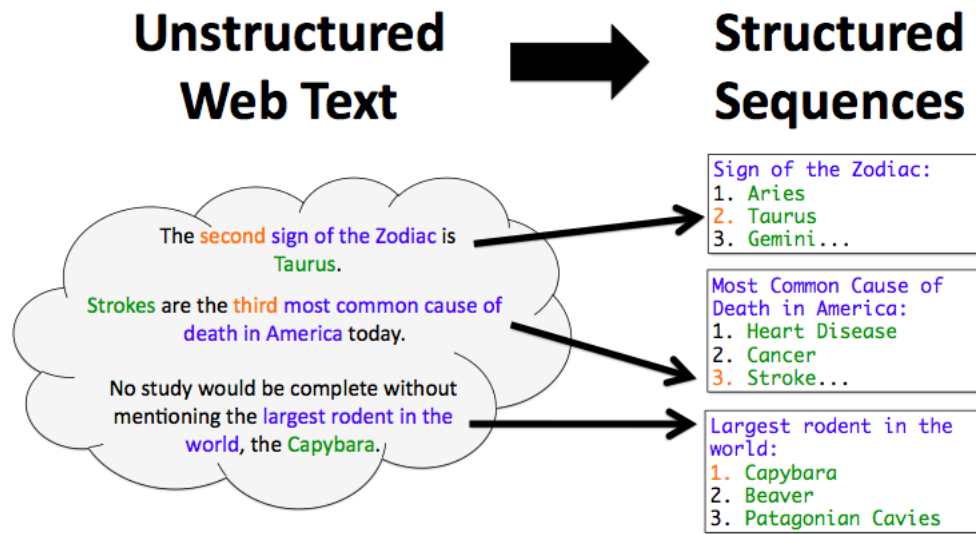 Unstructured
Web Text
Structured
Sequences
The second sign of the Zodiac is
Taurus.
Strokes are the third most common cause of
death in America today.
No study would be complete without
mentioning the largest rodent in the
world, the Capybara.
Sign of the Zodiac:
1. Aries
2. Taurus
3. Gemini...
Most Common Cause of
Death in America:
1. Heart Disease
2. Cancer
3. Stroke...
Largest rodent in the
world:
1. Capybara
2. Beaver
3. Patagonian Cavies